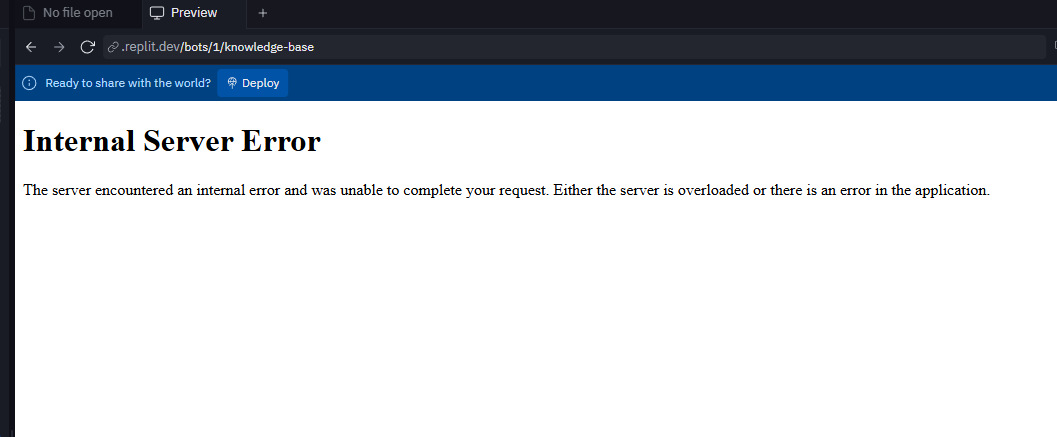 No file open Preview
.replit.dev/bots/1/knowledge-base
Ready to share with the world? Deploy
Internal Server Error
The server encountered an internal error and was unable to complete your request. Either the server is overloaded or there is an error in the application.